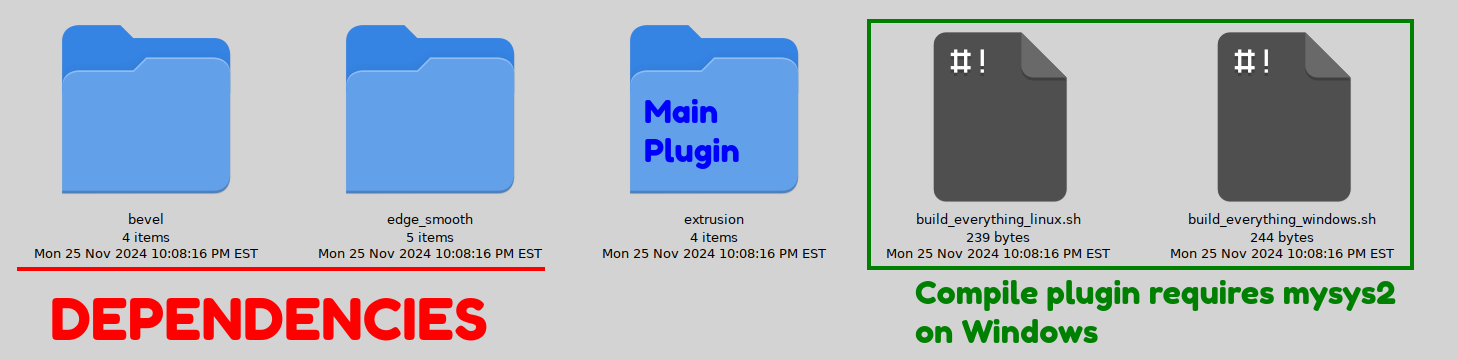 Main
Plugin
#!
#!
bevel
4 items
Mon 25 Nov 2024 10:08:16 PM EST
edge_smooth
5 items
Mon 25 Nov 2024 10:08:16 PM EST
extrusion
4 items
Mon 25 Nov 2024 10:08:16 PM EST
build_everything_linux.sh
239 bytes
Mon 25 Nov 2024 10:08:16 PM EST
build_everything_windows.sh
244 bytes
Mon 25 Nov 2024 10:08:16 PM EST
DEPENDENCIES
Compile plugin requires mysys2
on Windows